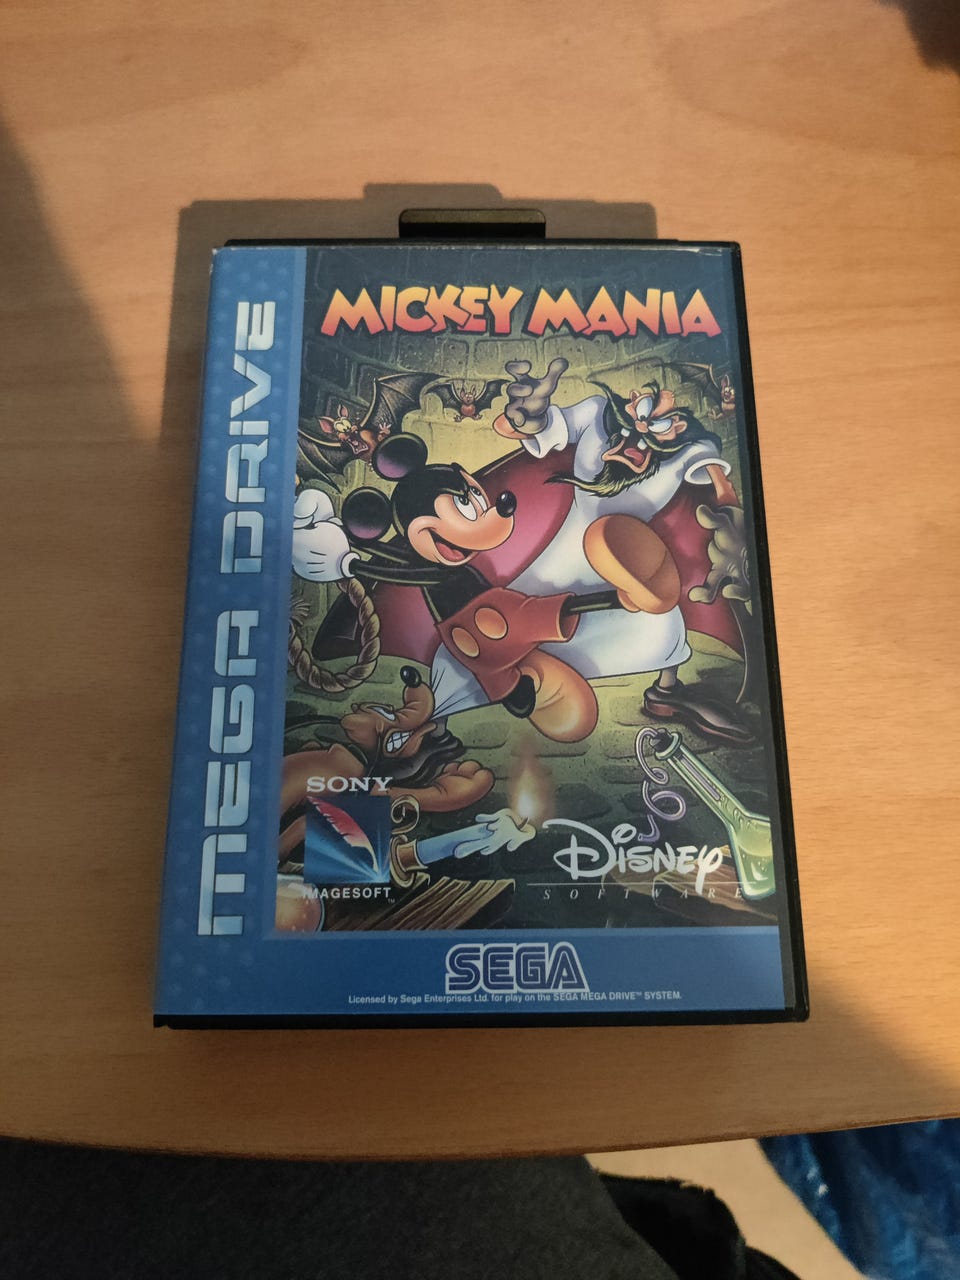 MICKEY MANIA
MEGA DRIVE
SONY
IMAGESOFT™
Disney
SOFTWARE
SEGA
Licensed by Sega Enterprises Ltd. for play on the SEGA MEGA DRIVE™ SYSTEM.